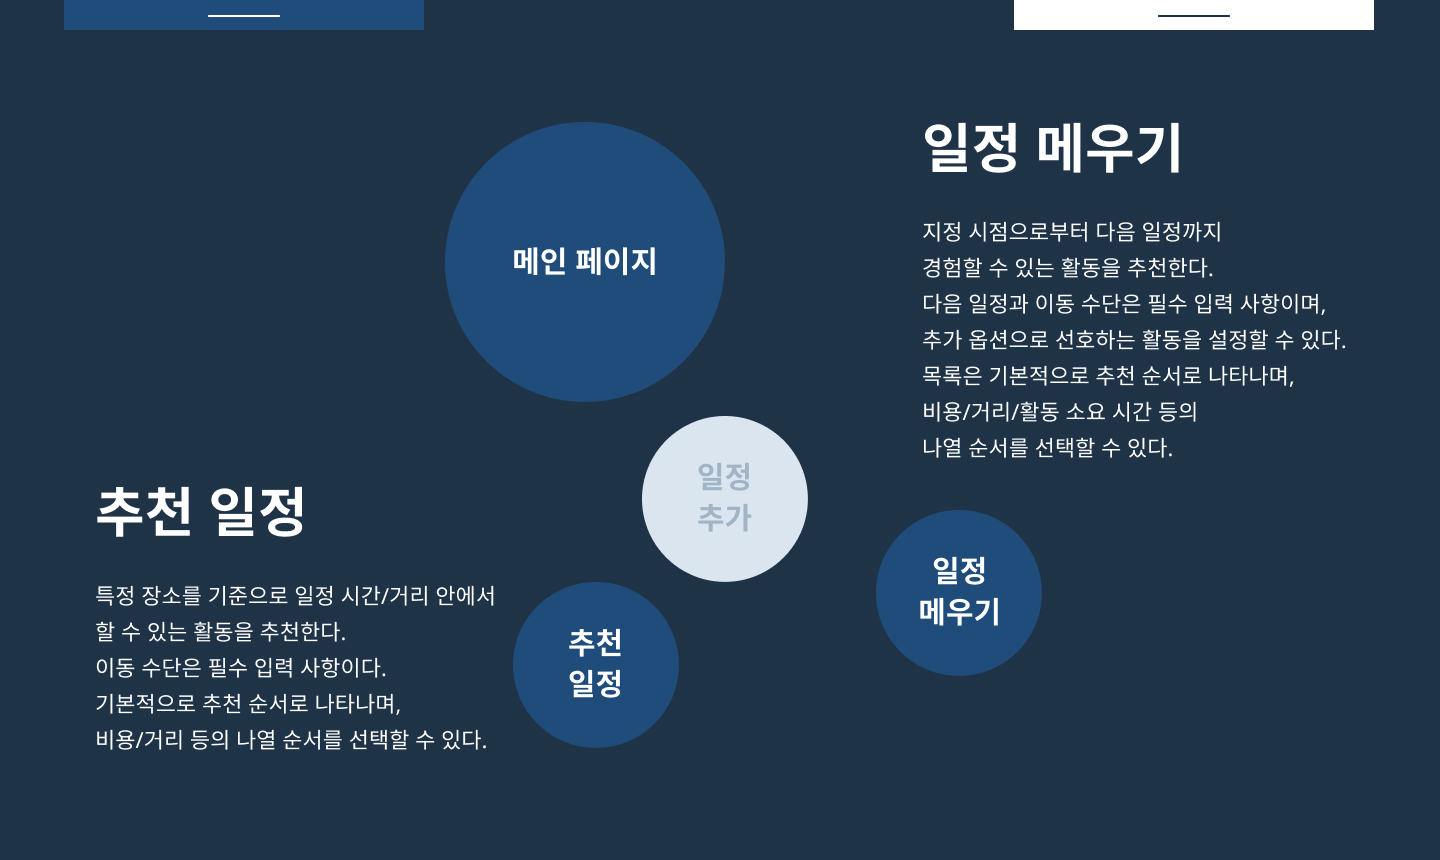 메인 페이지
일정
추가
추천
일정
일정
메우기
일정 메우기
지정 시점으로부터 다음 일정까지
경험할 수 있는 활동을 추천한다.
다음 일정과 이동 수단은 필수 입력 사항이며,
추가 옵션으로 선호하는 활동을 설정할 수 있다.
목록은 기본적으로 추천 순서로 나타나며,
비용/거리/활동 소요 시간 등의
나열 순서를 선택할 수 있다.
추천 일정
특정 장소를 기준으로 일정 시간/거리 안에서
할 수 있는 활동을 추천한다.
이동 수단은 필수 입력 사항이다.
기본적으로 추천 순서로 나타나며,
비용/거리 등의 나열 순서를 선택할 수 있다.